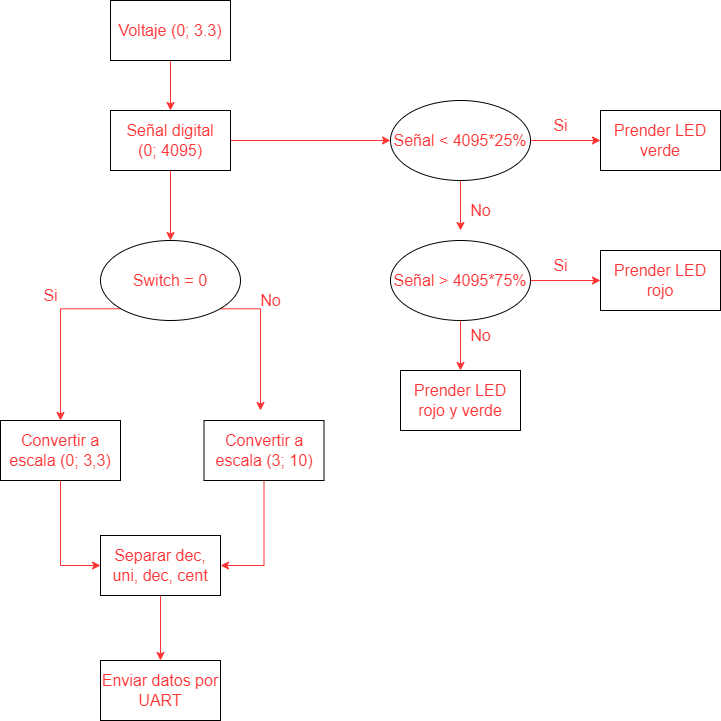 Voltaje (0; 3.3)
Señal digital
(0; 4095)
Señal < 4095*25%
Si
Prender LED
verde
No
Switch = 0
Señal > 4095*75%
Si
Prender LED
rojo
Si
No
No
Prender LED
rojo y verde
Convertir a
escala (0; 3,3)
Convertir a
escala (3; 10)
Separar dec,
uni, dec, cent
Enviar datos por
UART